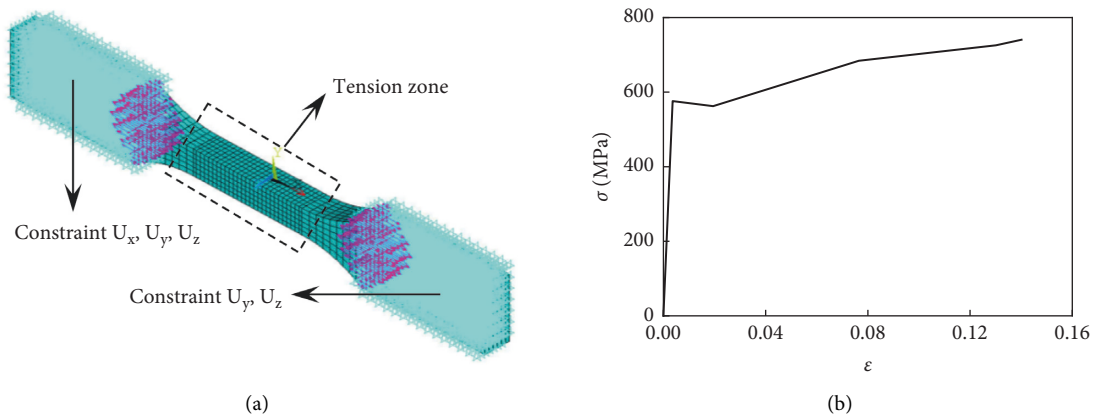 Tension zone
Constraint Ux, Uy, Uz
Constraint Uy, Uz
Y
(a)
800
600
400
200
0
σ (MPa)
0.00 0.04 0.08 0.12 0.16
ε
(b)